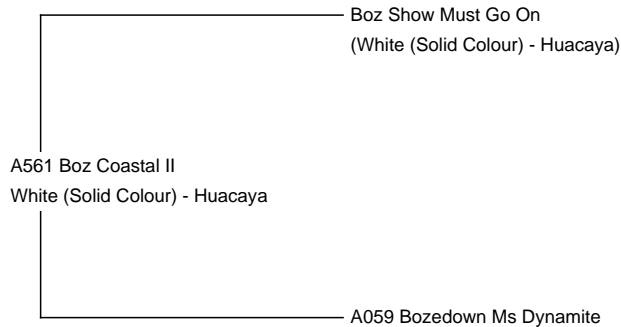 Boz Show Must Go On
(White (Solid Colour) - Huacaya)
A561 Boz Coastal II
White (Solid Colour) - Huacaya
A059 Bozedown Ms Dynamite